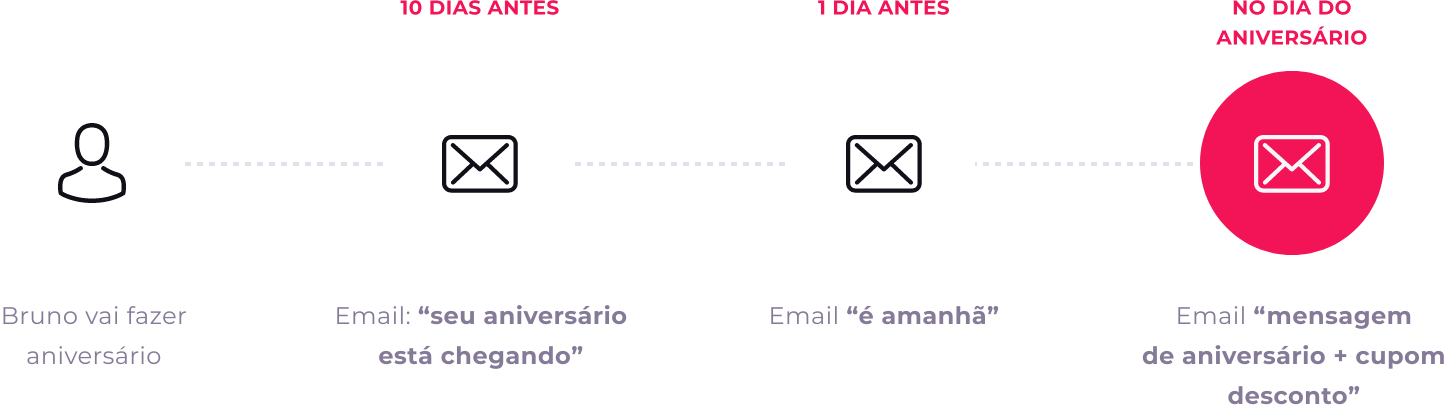 10 DIAS ANTES
1 DIA ANTES
NO DIA DO
ANIVERSÁRIO
Bruno vai fazer
aniversário
Email: “seu aniversário
está chegando”
Email “é amanhã”
Email “mensagem
de aniversário + cupom
desconto”